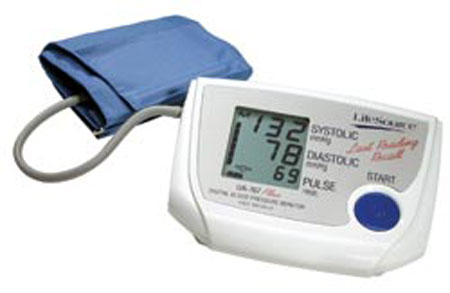 LifeSource
132
SYSTOLIC
mmHg
Last Reading
Recall
78
DIASTOLIC
mmHg
START
69
PULSE
/min.
UA-767 Plus
DIGITAL BLOOD PRESSURE MONITOR